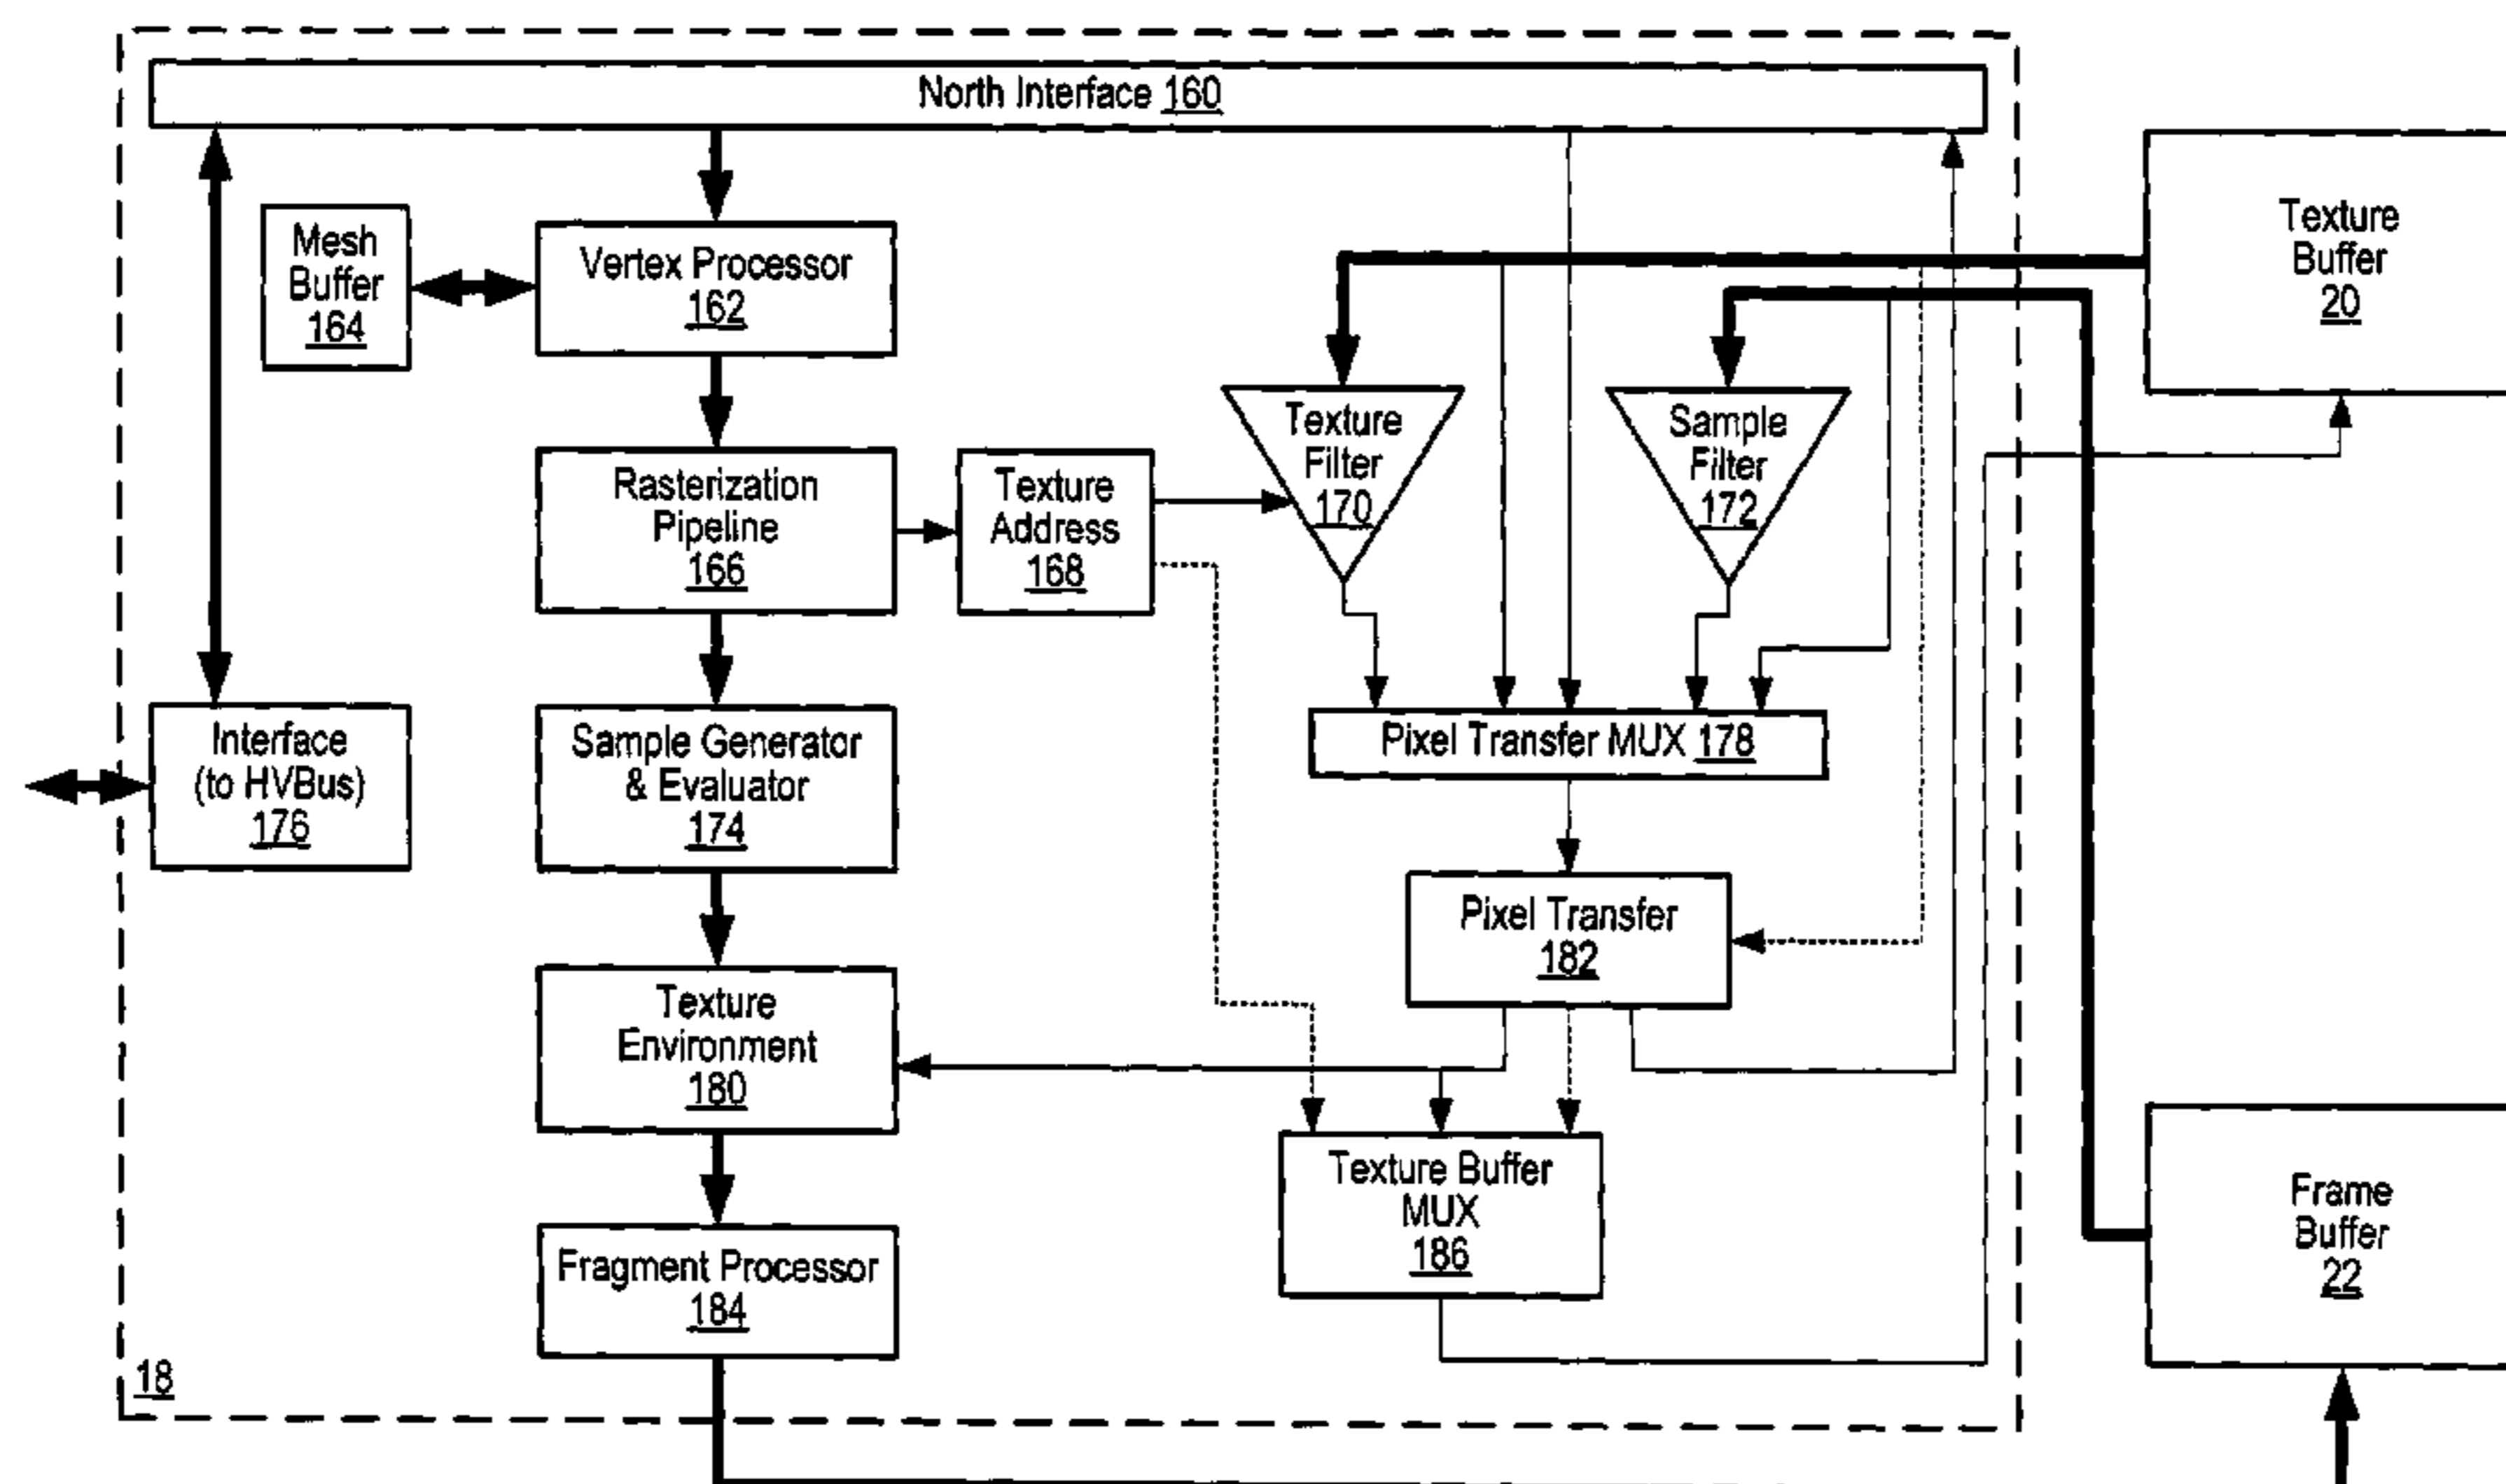 North Interface 160
Mesh
Buffer
164
Vertex Processor
162
Texture
Buffer
20
Rasterization
Pipeline
166
Texture
Address
168
Texture
Filter
170
Sample
Filter
172
Interface
(to HVBus)
176
Sample Generator
& Evaluator
174
Pixel Transfer MUX 178
Pixel Transfer
182
Texture
Environment
180
Texture Buffer
MUX
186
Frame
Buffer
22
Fragment Processor
184
18